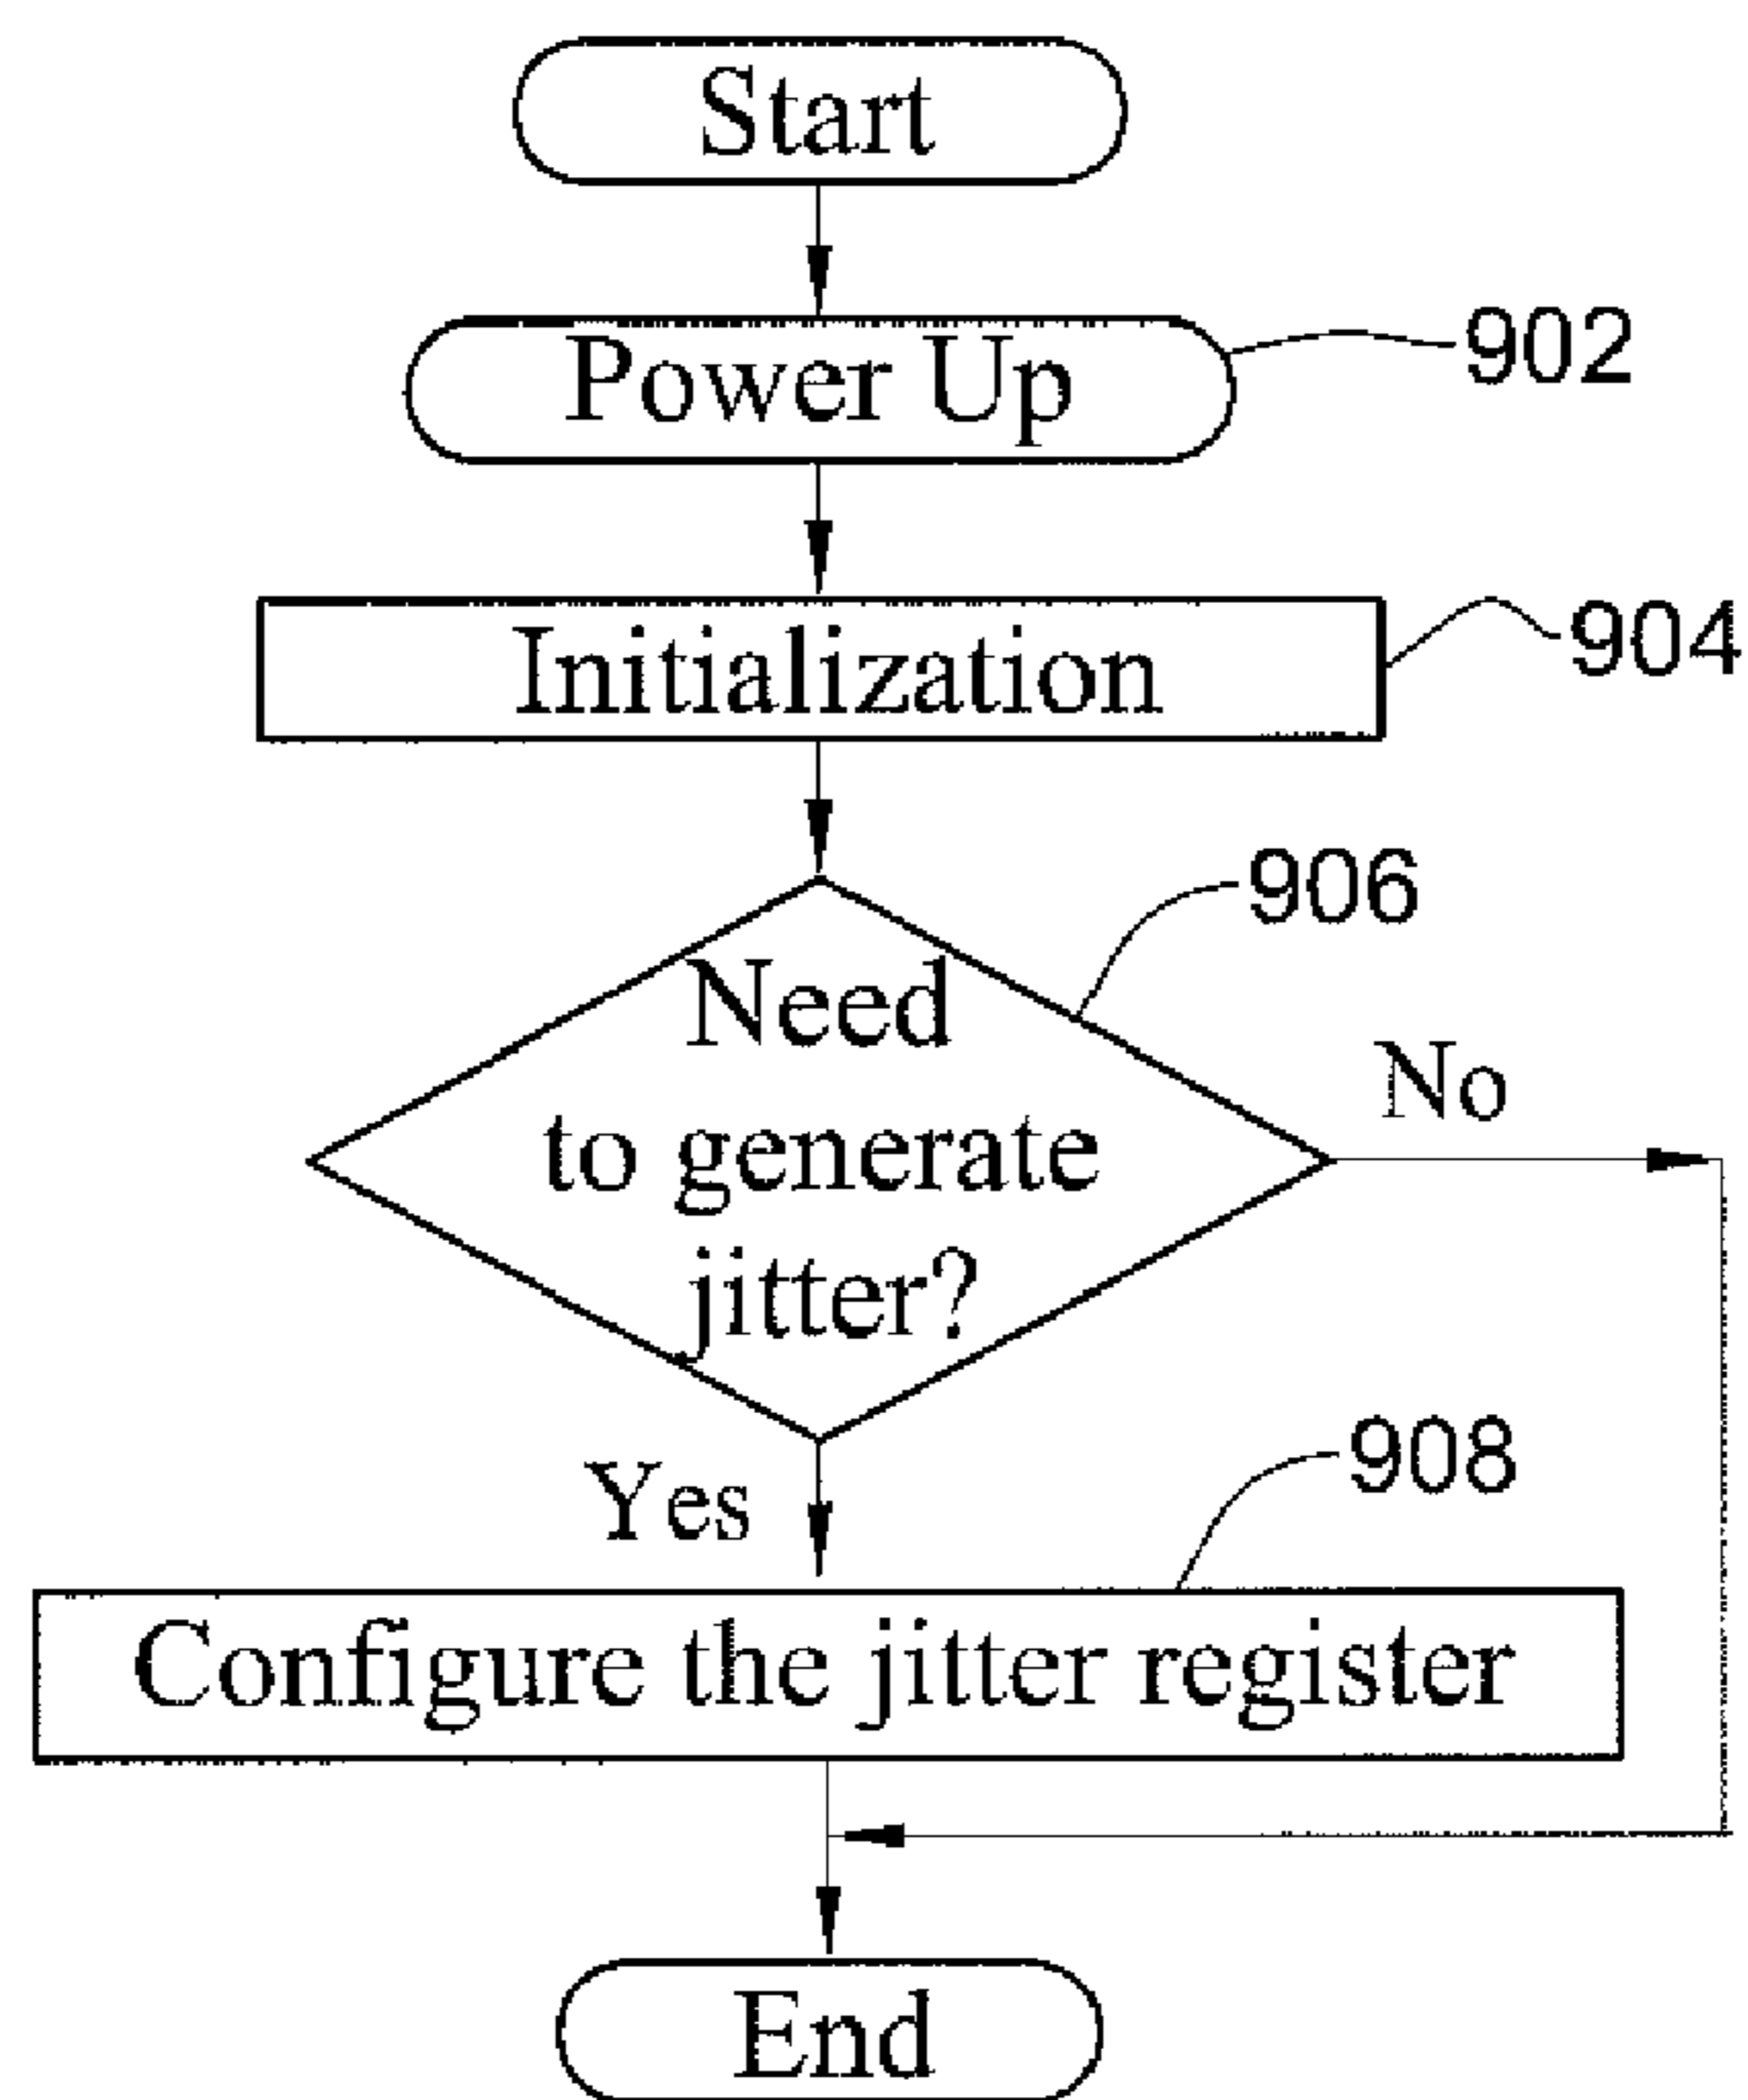 Start
Power Up
902
Initialization
904
906
Need
to generate
jitter?
No
Yes
908
Configure the jitter register
End